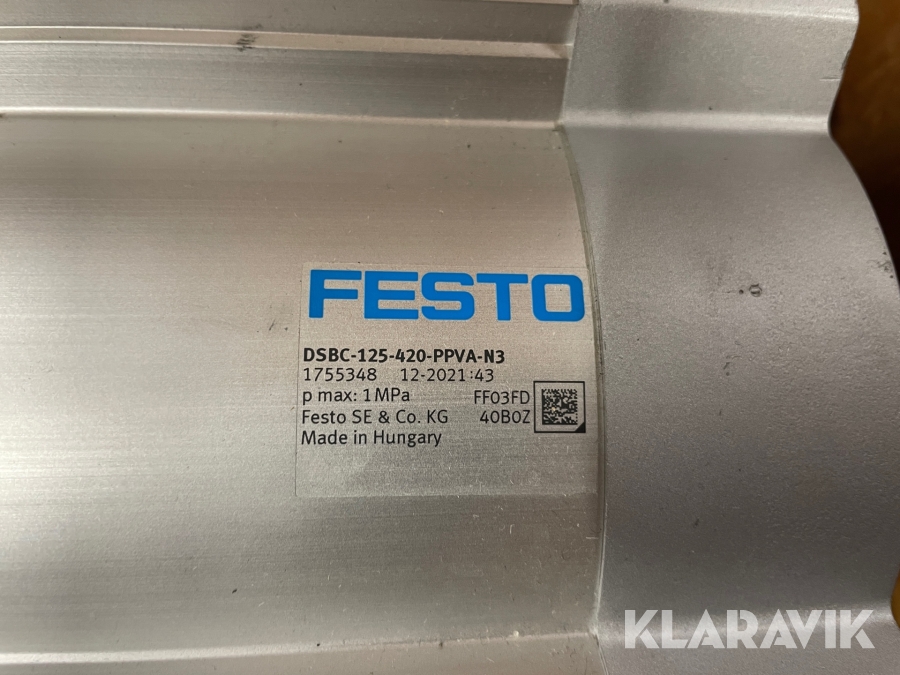 FESTO
DSBC-125-420-PPVA-N3
1755348 12-2021:43
p max: 1MPa FF03FD
Festo SE & Co. KG 40B0Z
Made in Hungary
KLARAVIK